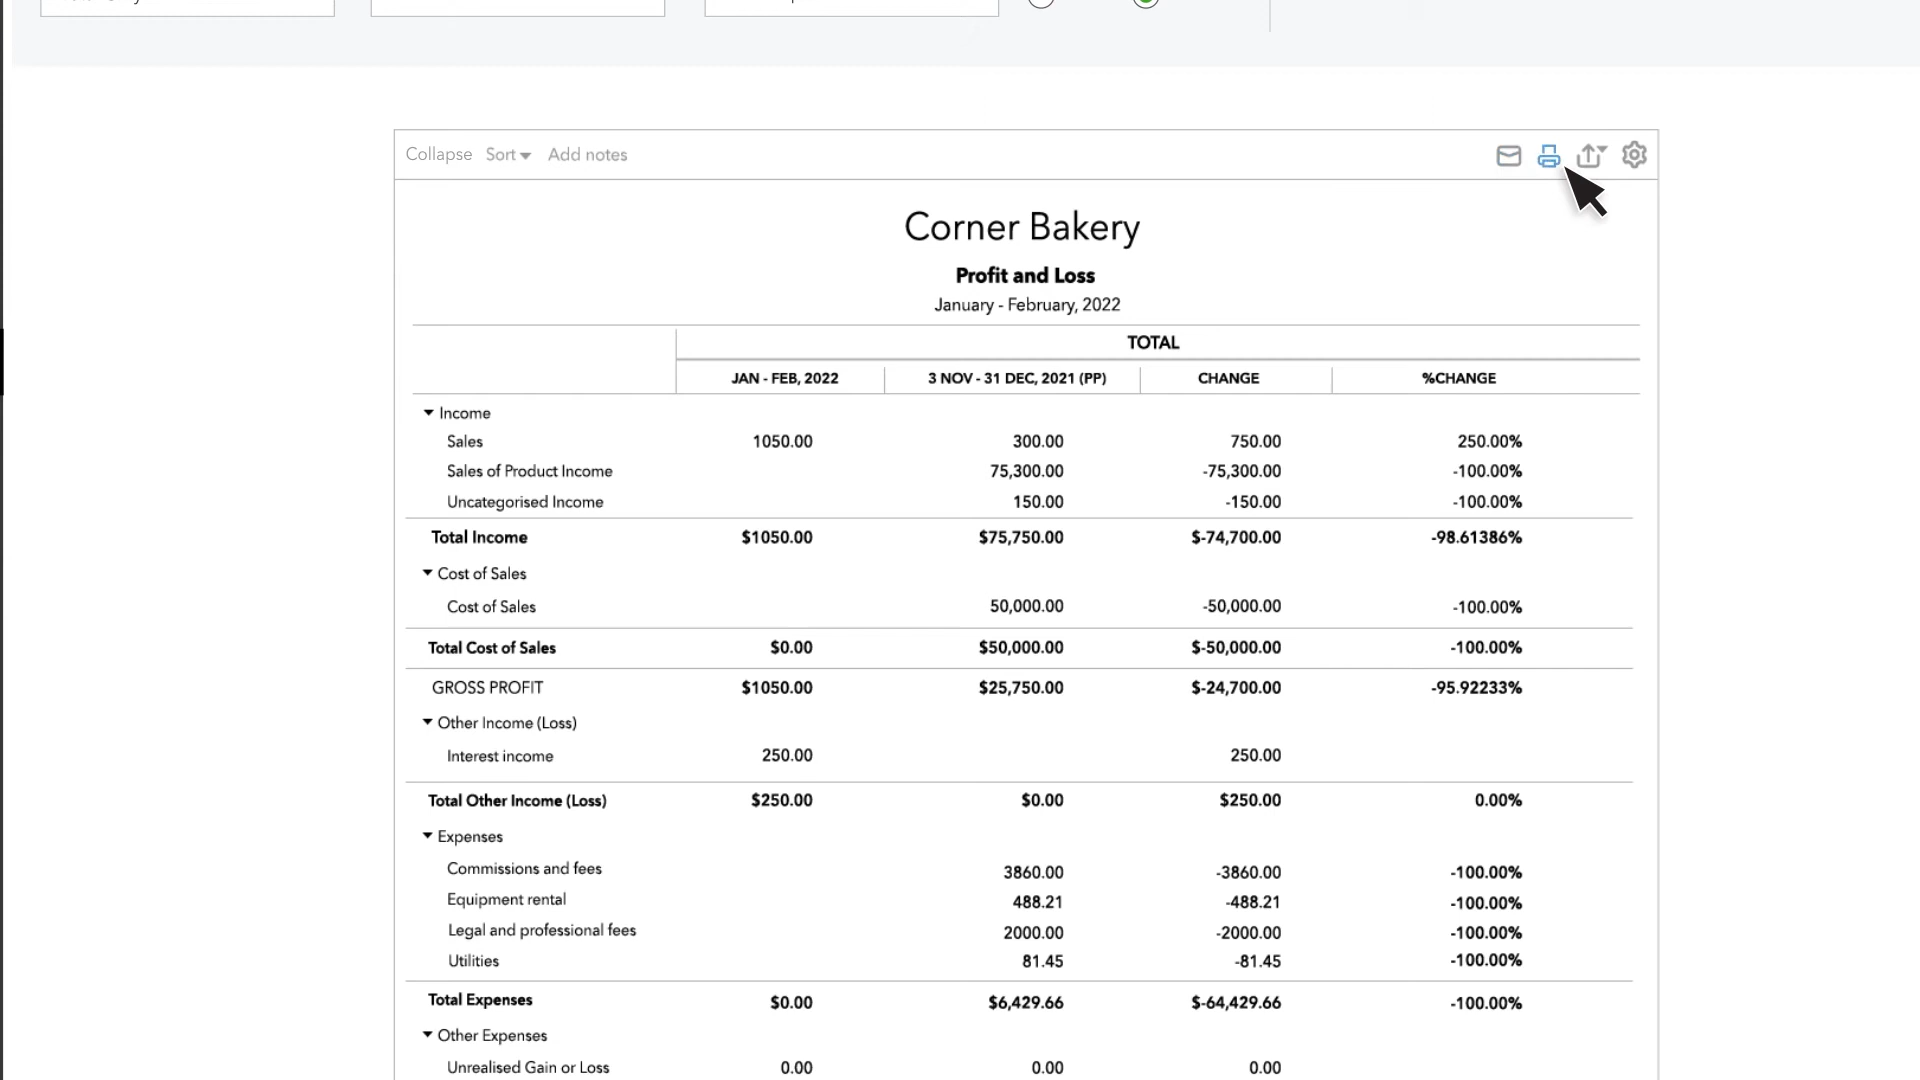 Collapse Sort Add notes
Corner Bakery
Profit and Loss
January - February, 2022
TOTAL
JAN - FEB, 2022 3 NOV - 31 DEC, 2021 (PP) CHANGE %CHANGE
Income
Sales 1050.00 300.00 750.00 250.00%
Sales of Product Income 75,300.00 -75,300.00 -100.00%
Uncategorised Income 150.00 -150.00 -100.00%
Total Income $1050.00 $75,750.00 $-74,700.00 -98.61386%
Cost of Sales
Cost of Sales 50,000.00 -50,000.00 -100.00%
Total Cost of Sales $0.00 $50,000.00 $-50,000.00 -100.00%
GROSS PROFIT $1050.00 $25,750.00 $-24,700.00 -95.92233%
Other Income (Loss)
Interest income 250.00 250.00
Total Other Income (Loss) $250.00 $0.00 $250.00 0.00%
Expenses
Commissions and fees 3860.00 -3860.00 -100.00%
Equipment rental 488.21 -488.21 -100.00%
Legal and professional fees 2000.00 -2000.00 -100.00%
Utilities 81.45 -81.45 -100.00%
Total Expenses $0.00 $6,429.66 $-64,429.66 -100.00%
Other Expenses
Unrealised Gain or Loss 0.00 0.00 0.00